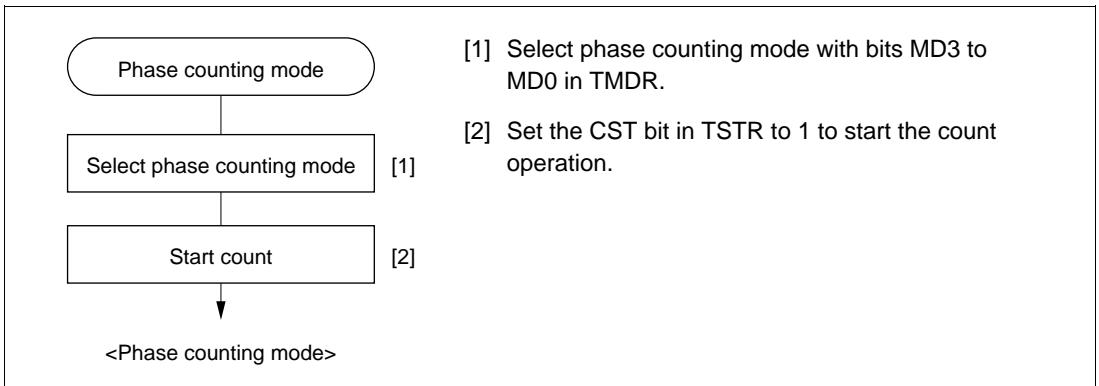 Phase counting mode
Select phase counting mode [1]
Start count [2]
<Phase counting mode>
[1] Select phase counting mode with bits MD3 to
MD0 in TMDR.
[2] Set the CST bit in TSTR to 1 to start the count
operation.